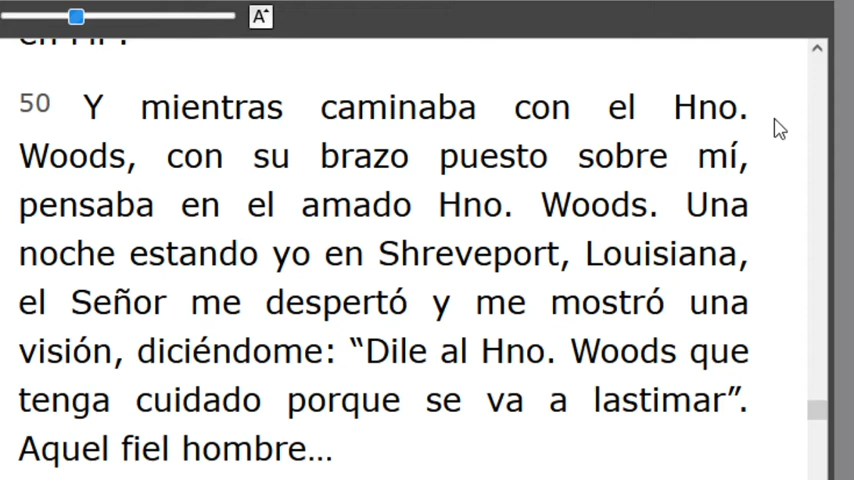 A
50 Y mientras caminaba con el Hno.
Woods, con su brazo puesto sobre mí,
pensaba en el amado Hno. Woods. Una
noche estando yo en Shreveport, Louisiana,
el Señor me despertó y me mostró una
visión, diciéndome: “Dile al Hno. Woods que
tenga cuidado porque se va a lastimar”.
Aquel fiel hombre...